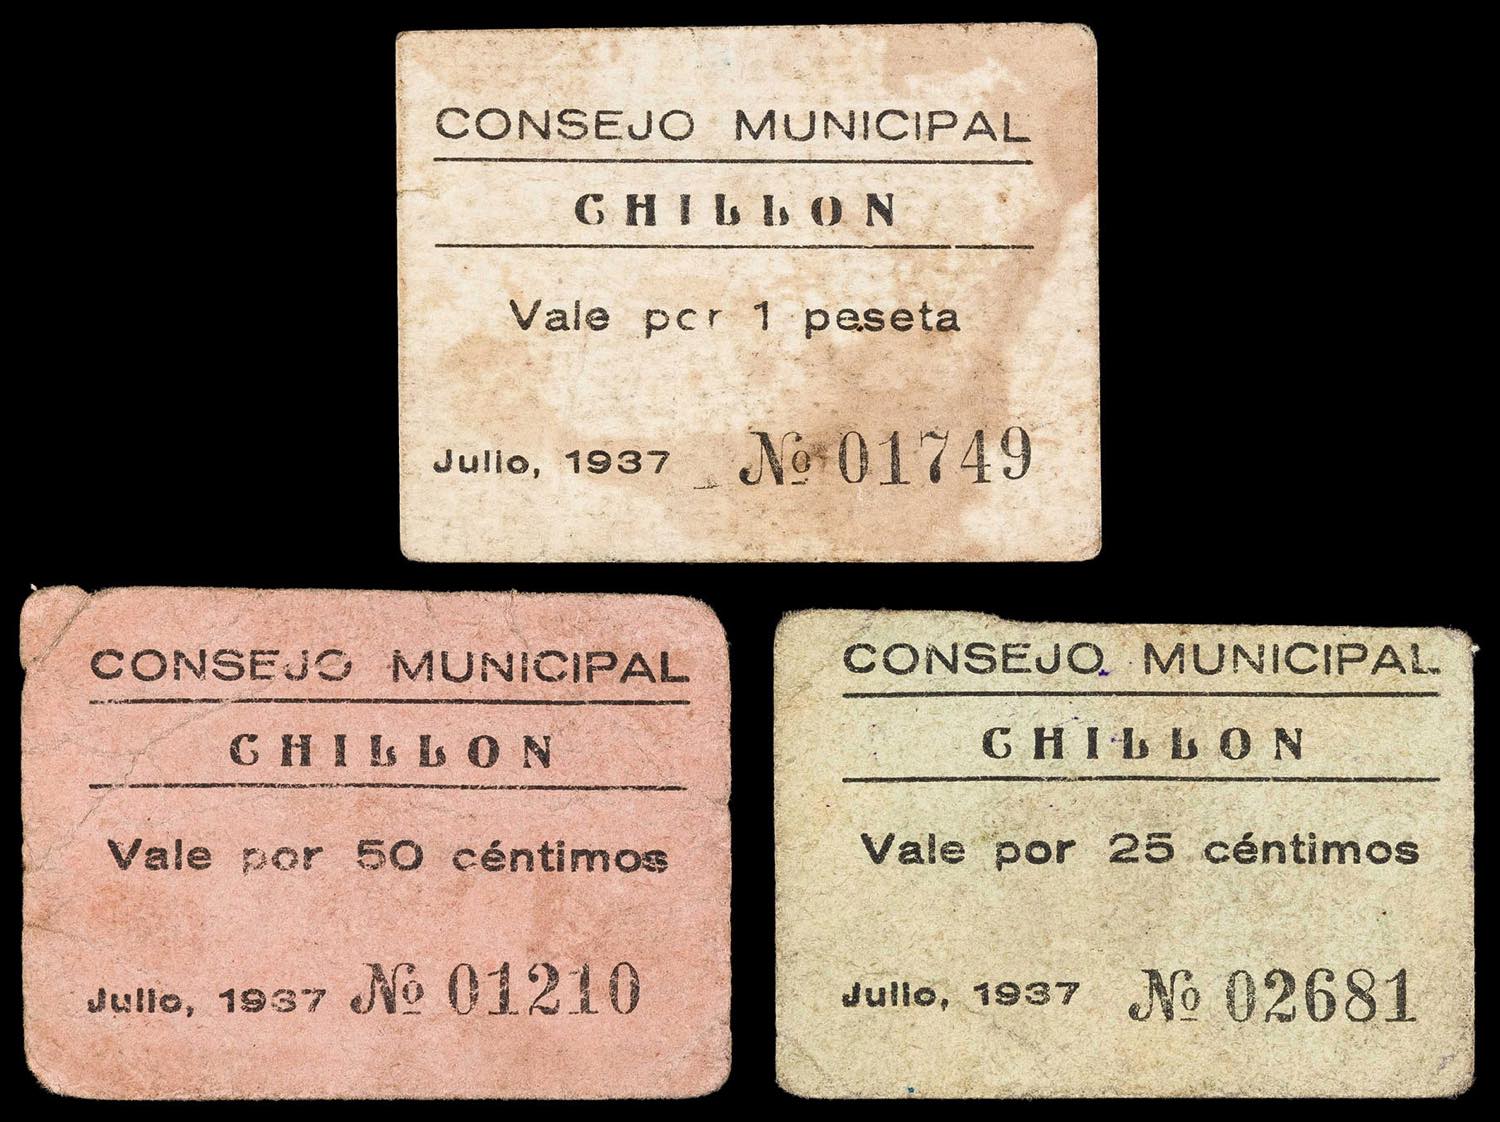 CONSEJO MUNICIPAL
CHILLON
Vale por 1 peseta
Julio, 1937 No 01749
CONSEJO MUNICIPAL
CHILLON
Vale por 50 céntimos
Julio, 1937 No 01210
CONSEJO MUNICIPAL
CHILLON
Vale por 25 céntimos
Julio, 1937 No 02681